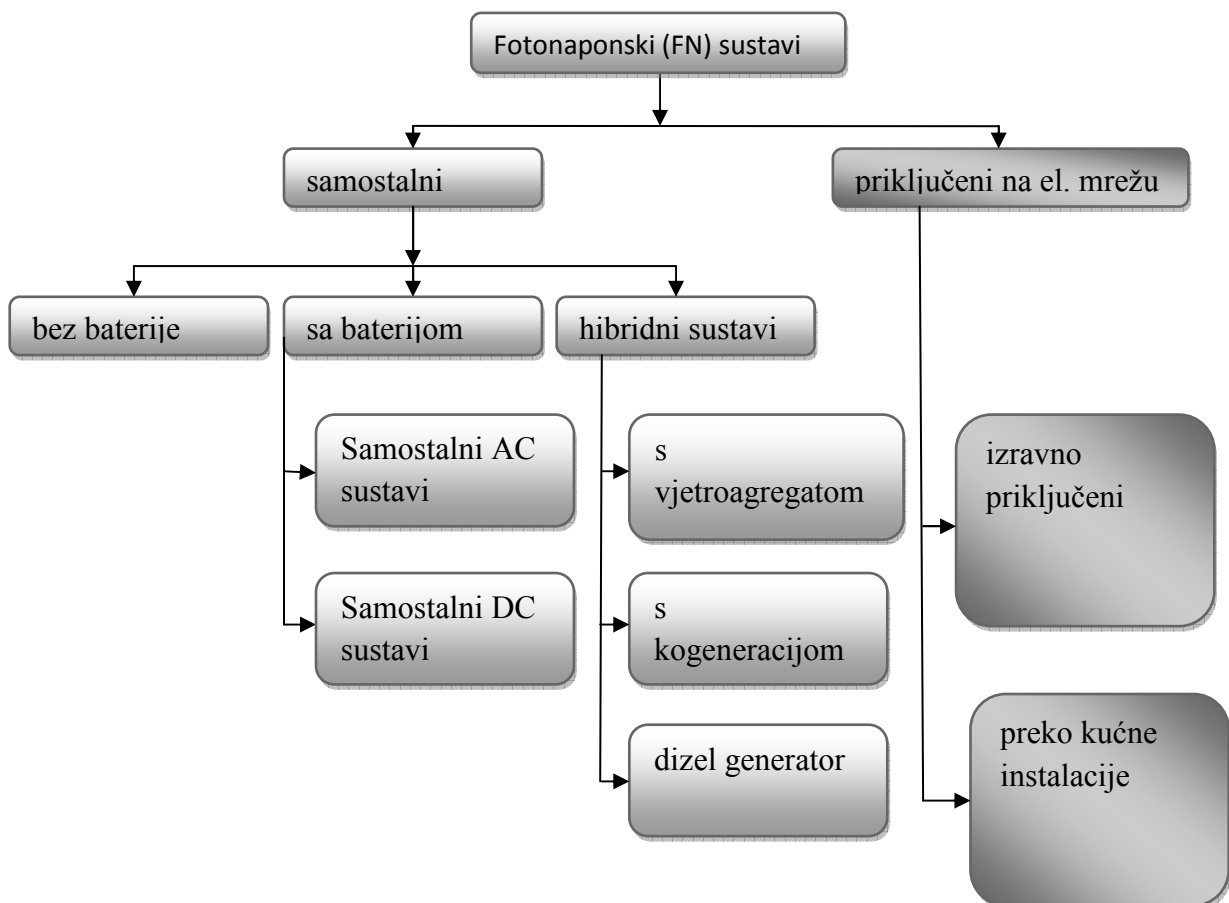 Fotonaponski (FN) sustavi
samostalni
priključeni na el. mrežu
bez baterije
sa baterijom
hibridni sustavi
Samostalni AC
sustavi
s
vjetroagregatom
izravno
priključeni
Samostalni DC
sustavi
s
kogeneracijom
dizel generator
preko kućne
instalacije